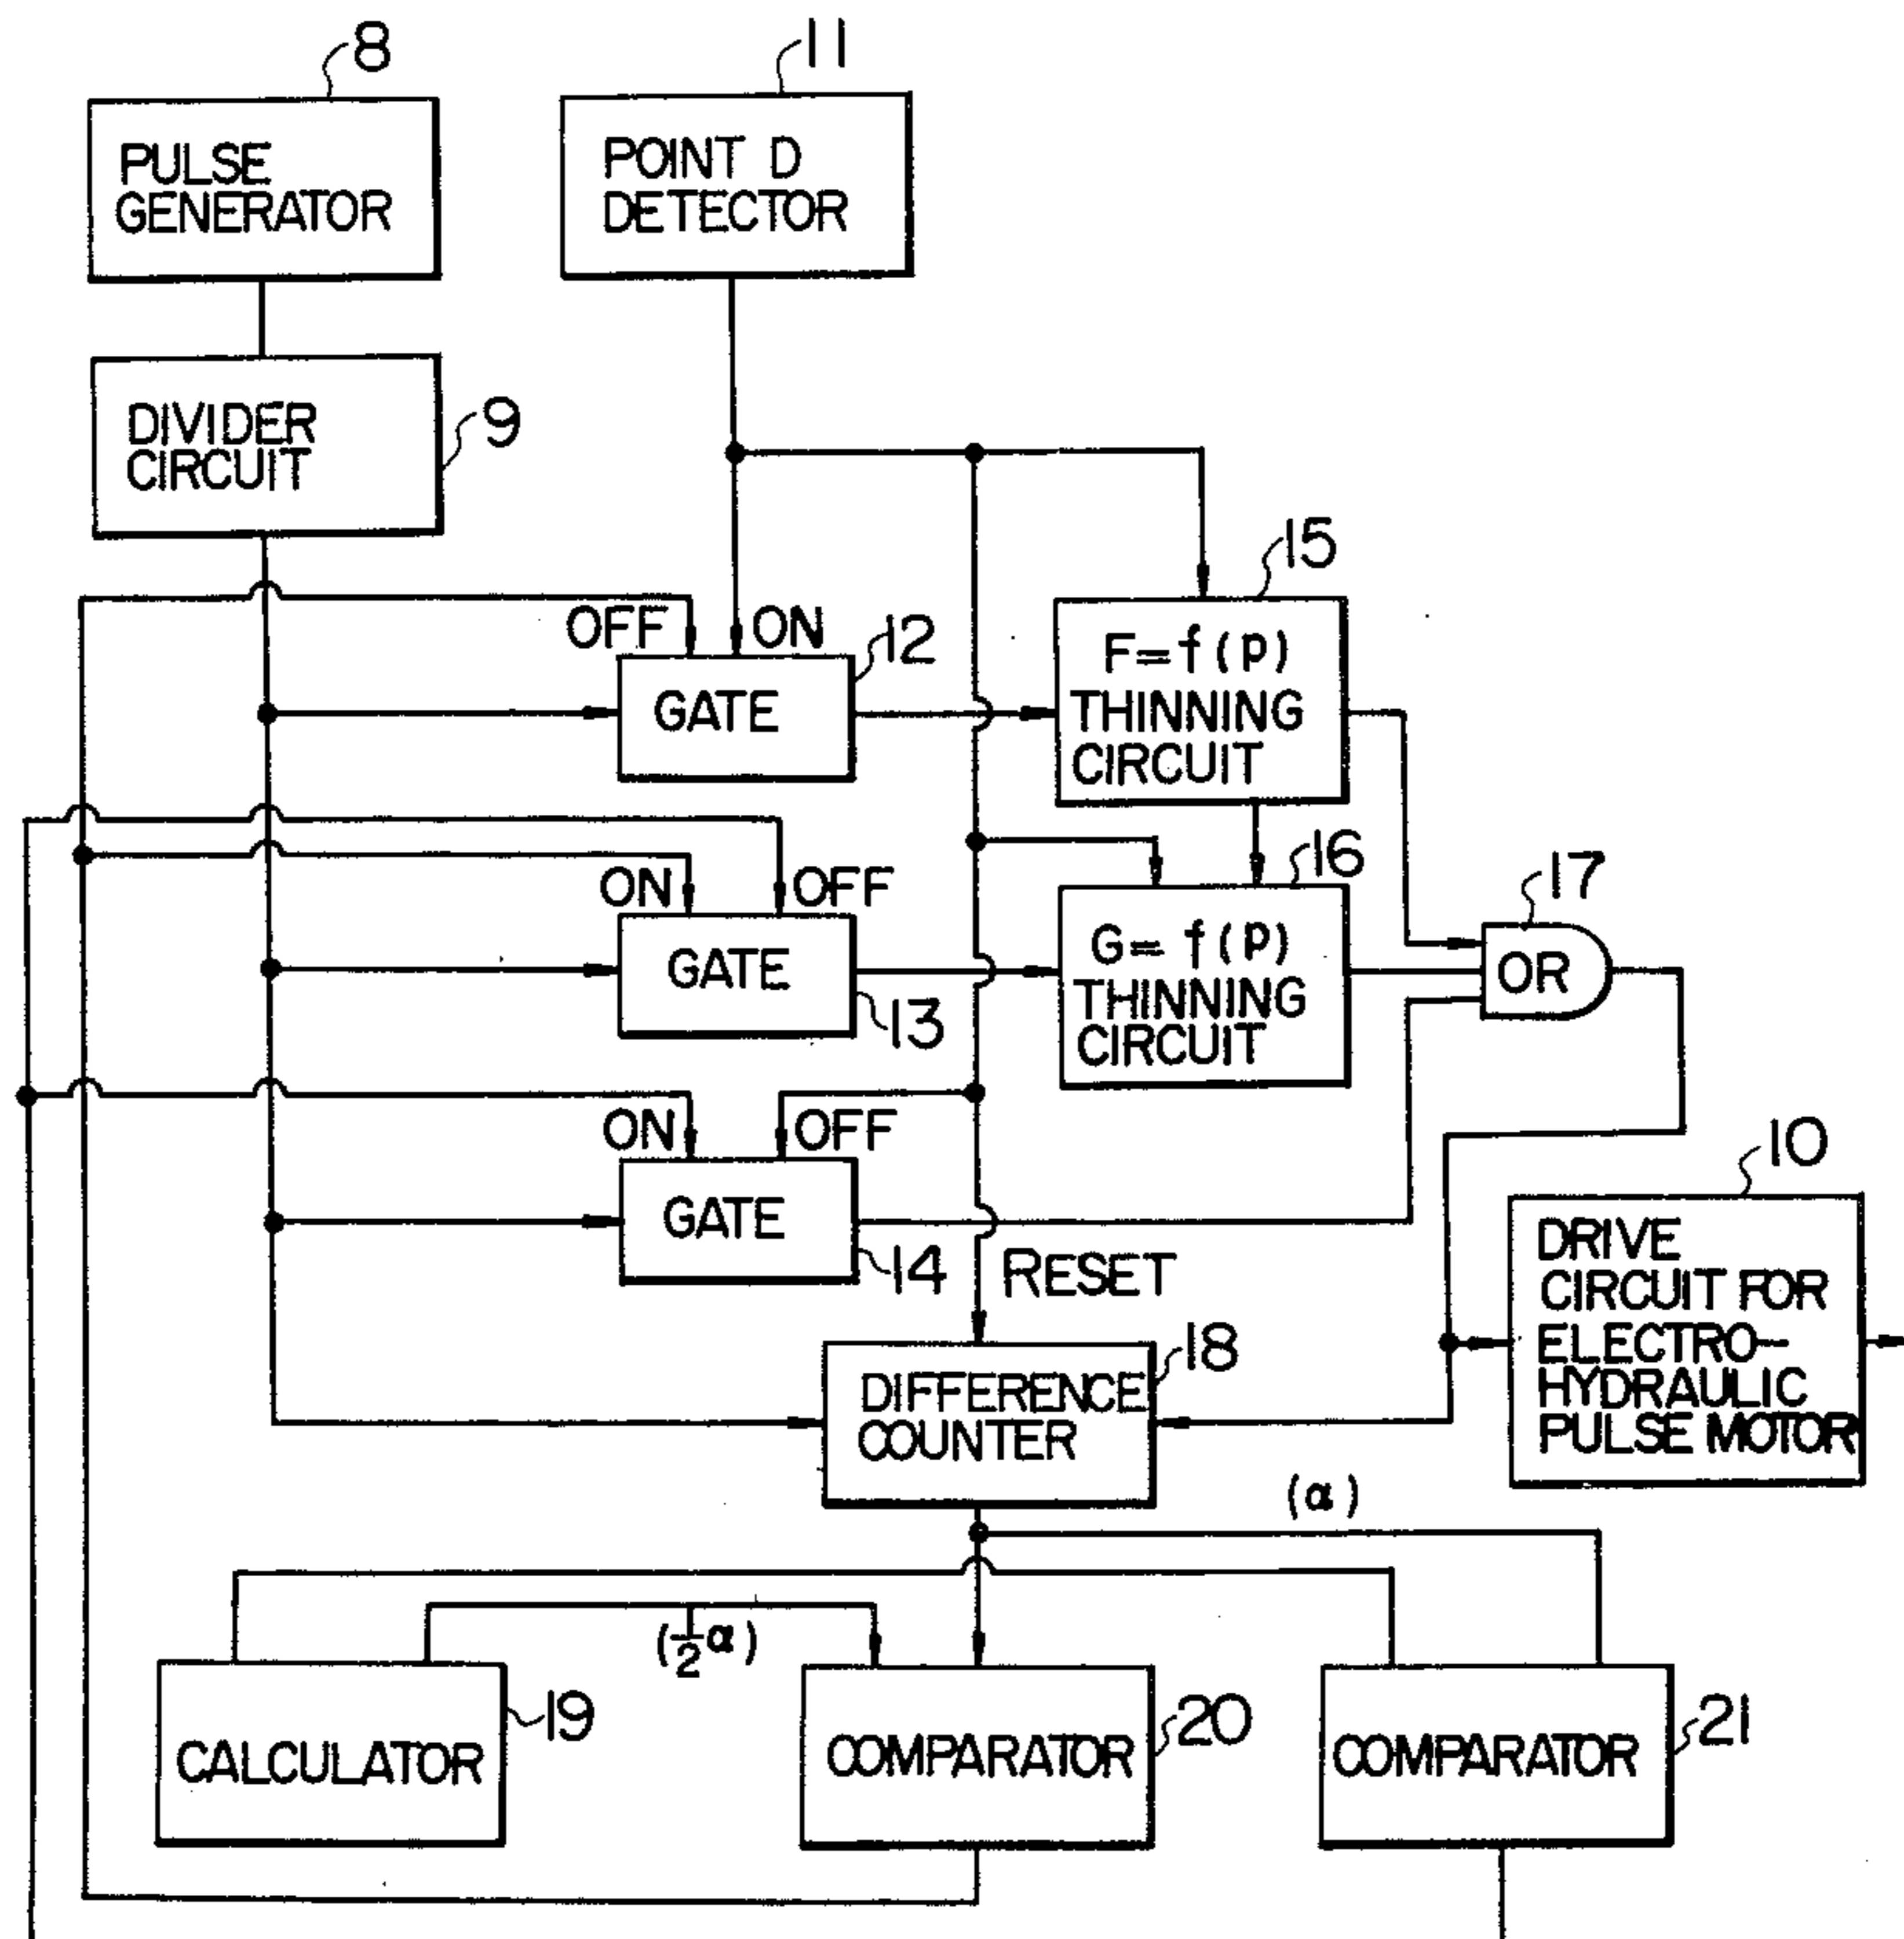 8
11
PULSE
GENERATOR
POINT D
DETECTOR
DIVIDER
CIRCUIT
9
15
OFF
ON
12
GATE
F=f(p)
THINNING
CIRCUIT
ON
OFF
16
17
GATE
13
G=f(p)
THINNING
CIRCUIT
OR
ON
OFF
10
GATE
14
RESET
DRIVE
CIRCUIT FOR
ELECTRO-
HYDRAULIC
PULSE MOTOR
18
DIFFERENCE
COUNTER
(α)
(1/2 α)
19
CALCULATOR
20
COMPARATOR
21
COMPARATOR